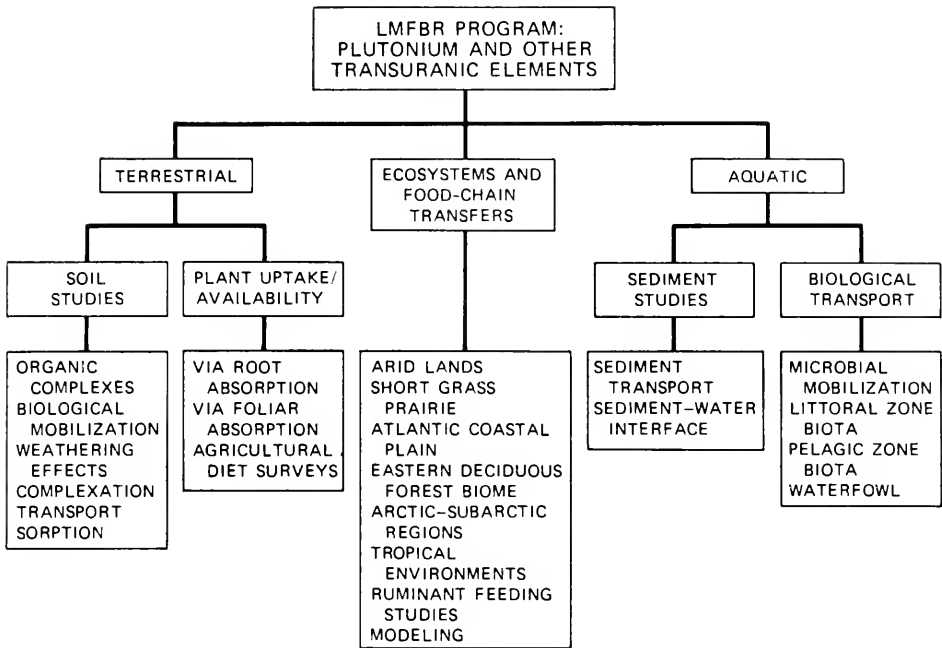 LMFBR PROGRAM:
PLUTONIUM AND OTHER
TRANSURANIC ELEMENTS
TERRESTRIAL
ECOSYSTEMS AND
FOOD-CHAIN
TRANSFERS
AQUATIC
SOIL
STUDIES
PLANT UPTAKE/
AVAILABILITY
SEDIMENT
STUDIES
BIOLOGICAL
TRANSPORT
ORGANIC
COMPLEXES
BIOLOGICAL
MOBILIZATION
WEATHERING
EFFECTS
COMPLEXATION
TRANSPORT
SORPTION
VIA ROOT
ABSORPTION
VIA FOLIAR
ABSORPTION
AGRICULTURAL
DIET SURVEYS
ARID LANDS
SHORT GRASS
PRAIRIE
ATLANTIC COASTAL
PLAIN
EASTERN DECIDUOUS
FOREST BIOME
ARCTIC–SUBARCTIC
REGIONS
TROPICAL
ENVIRONMENTS
RUMINANT FEEDING
STUDIES
MODELING
SEDIMENT
TRANSPORT
SEDIMENT–WATER
INTERFACE
MICROBIAL
MOBILIZATION
LITTORAL ZONE
BIOTA
PELAGIC ZONE
BIOTA
WATERFOWL